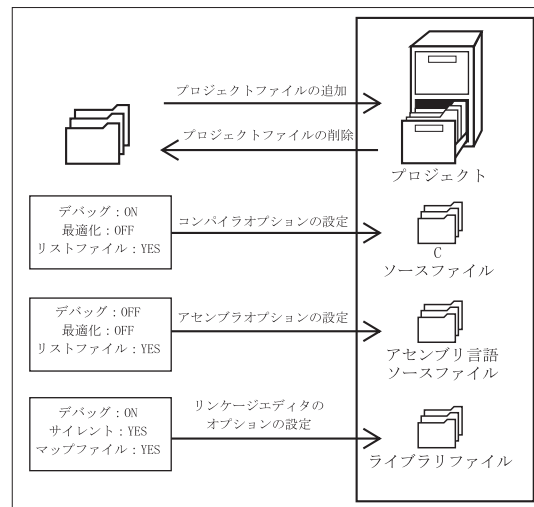 プロジェクトファイルの追加
プロジェクトファイルの削除
プロジェクト
デバッグ：ON
最適化：OFF
リストファイル：YES
コンパイラオプションの設定
C
ソースファイル
デバッグ：OFF
最適化：OFF
リストファイル：YES
アセンブラオプションの設定
アセンブリ言語
ソースファイル
デバッグ：ON
サイレント：YES
マップファイル：YES
リンケージエディタの
オプションの設定
ライブラリファイル